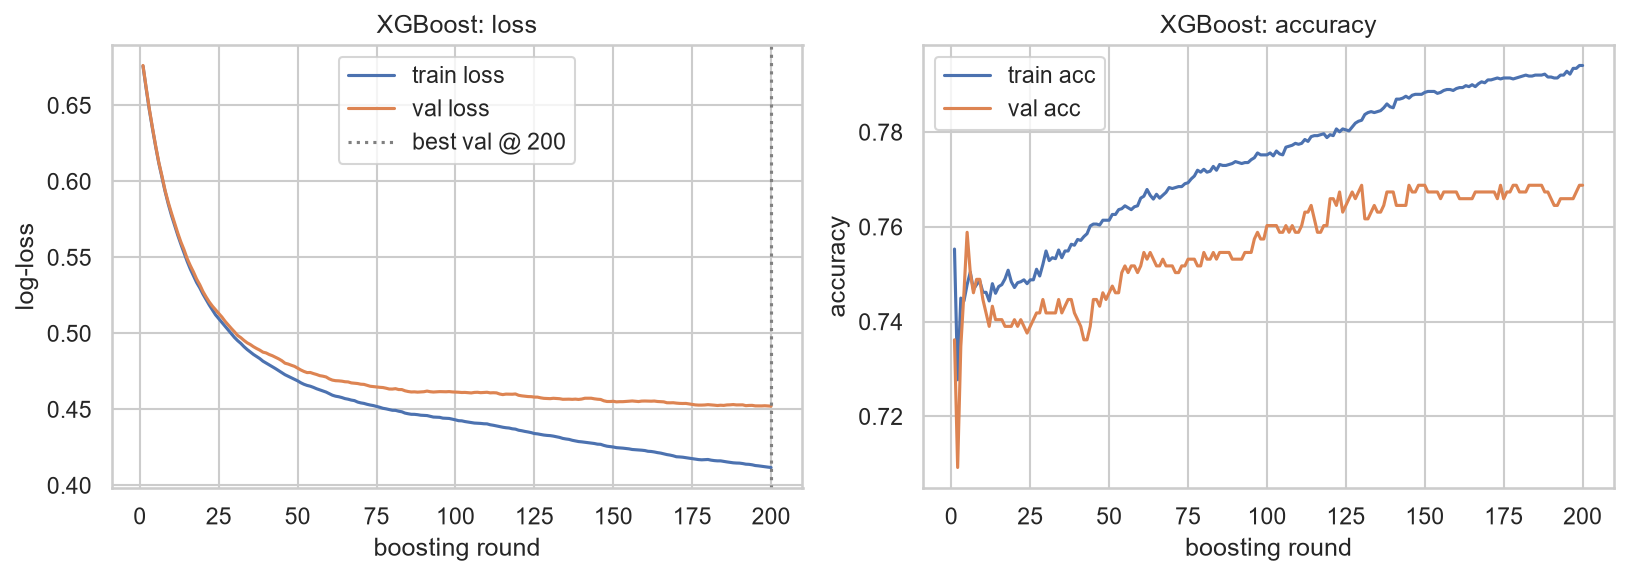 XGBoost: loss
train loss
val loss
best val @ 200
log-loss
0.65
0.60
0.55
0.50
0.45
0.40
0 25 50 75 100 125 150 175 200
boosting round
XGBoost: accuracy
train acc
val acc
accuracy
0.78
0.76
0.74
0.72
0 25 50 75 100 125 150 175 200
boosting round